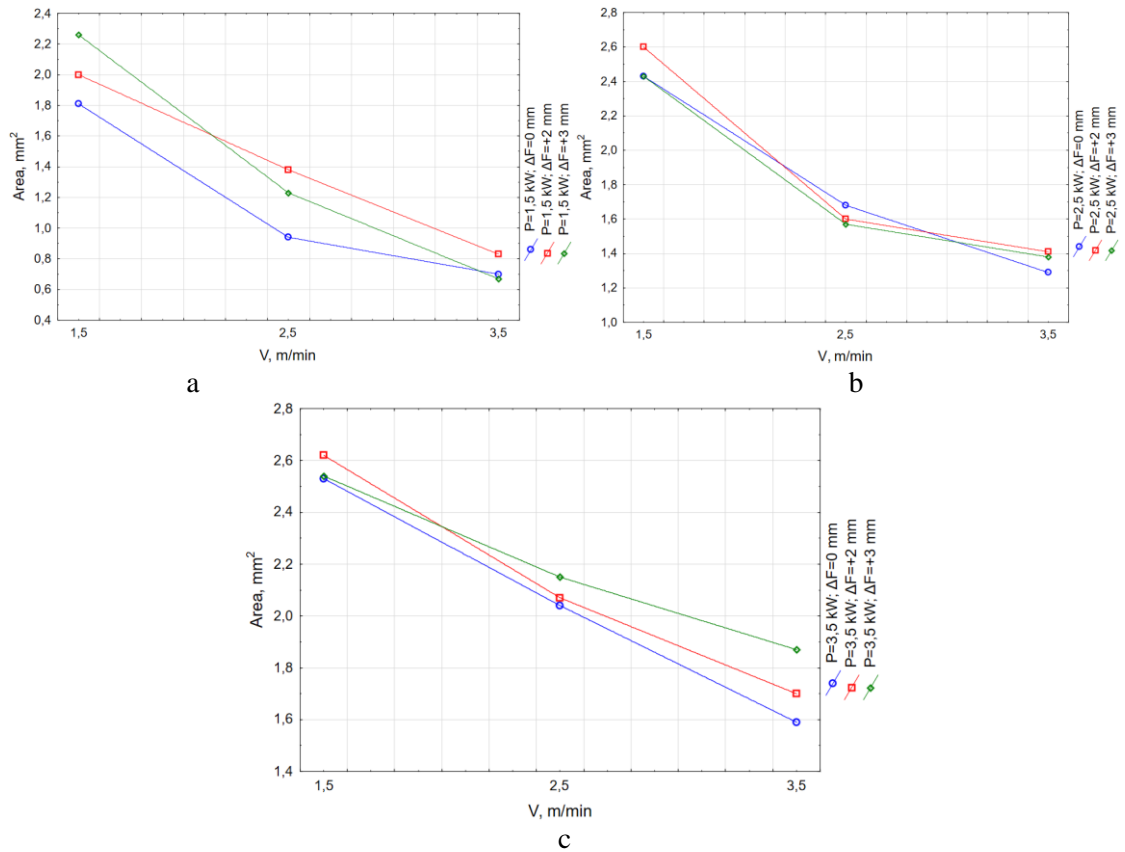 2,4
2,2
2,0
1,8
1,6
1,4
1,2
1,0
0,8
0,6
0,4
Area, mm²
1,5
2,5
3,5
V, m/min
P=1,5 kW; ΔF=0 mm
P=1,5 kW; ΔF=+2 mm
P=1,5 kW; ΔF=+3 mm
a
2,8
2,6
2,4
2,2
2,0
1,8
1,6
1,4
1,2
1,0
Area, mm²
1,5
2,5
3,5
V, m/min
P=2,5 kW; ΔF=0 mm
P=2,5 kW; ΔF=+2 mm
P=2,5 kW; ΔF=+3 mm
b
2,8
2,6
2,4
2,2
2,0
1,8
1,6
1,4
Area, mm²
1,5
2,5
3,5
V, m/min
P=3,5 kW; ΔF=0 mm
P=3,5 kW; ΔF=+2 mm
P=3,5 kW; ΔF=+3 mm
c